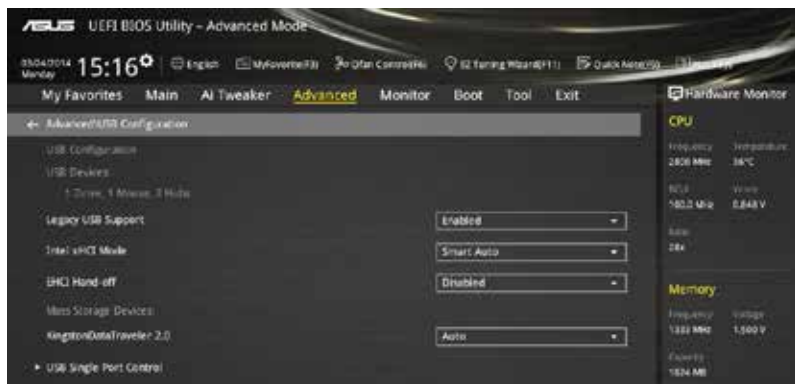 ASUS UEFI BIOS Utility – Advanced Mode
Monday 15:16 English MyFavorite(F3) Qfan Control(F6) EZ Tuning Wizard(F11) Quick Note(F9)
My Favorites Main Ai Tweaker Advanced Monitor Boot Tool Exit Hardware Monitor
← Advanced\USB Configuration
CPU
USB Configuration
Frequency Temperature
USB Devices:
2800 MHz 36°C
1 Drive, 1 Mouse, 3 Hubs
BCLK Vcore
100.0 MHz 0.848 V
Legacy USB Support Enabled
Ratio
28x
Intel xHCI Mode Smart Auto
EHCI Hand-off Disabled
Memory
Mass Storage Devices:
Frequency Voltage
KingstonDataTraveler 2.0 Auto
1333 MHz 1.500 V
Capacity
USB Single Port Control
1024 MB